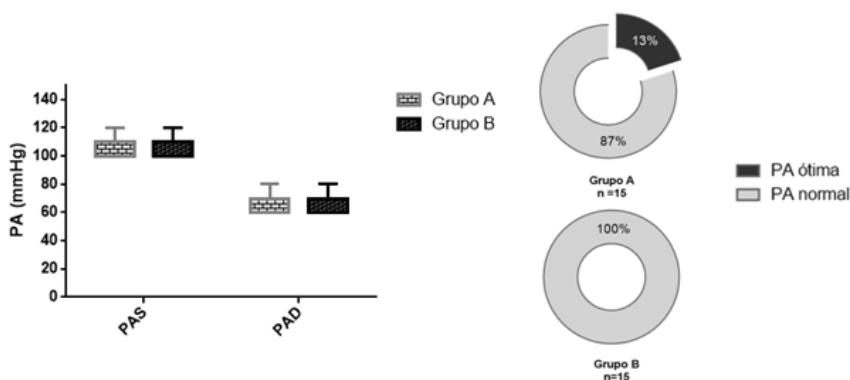 PA (mmHg)
140
120
100
80
60
40
20
0
PAS
PAD
Grupo A
Grupo B
13%
87%
Grupo A
n =15
PA ótima
PA normal
100%
Grupo B
n=15